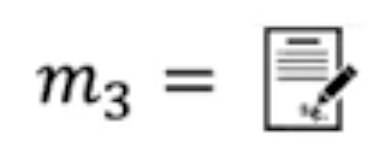 m₃ =